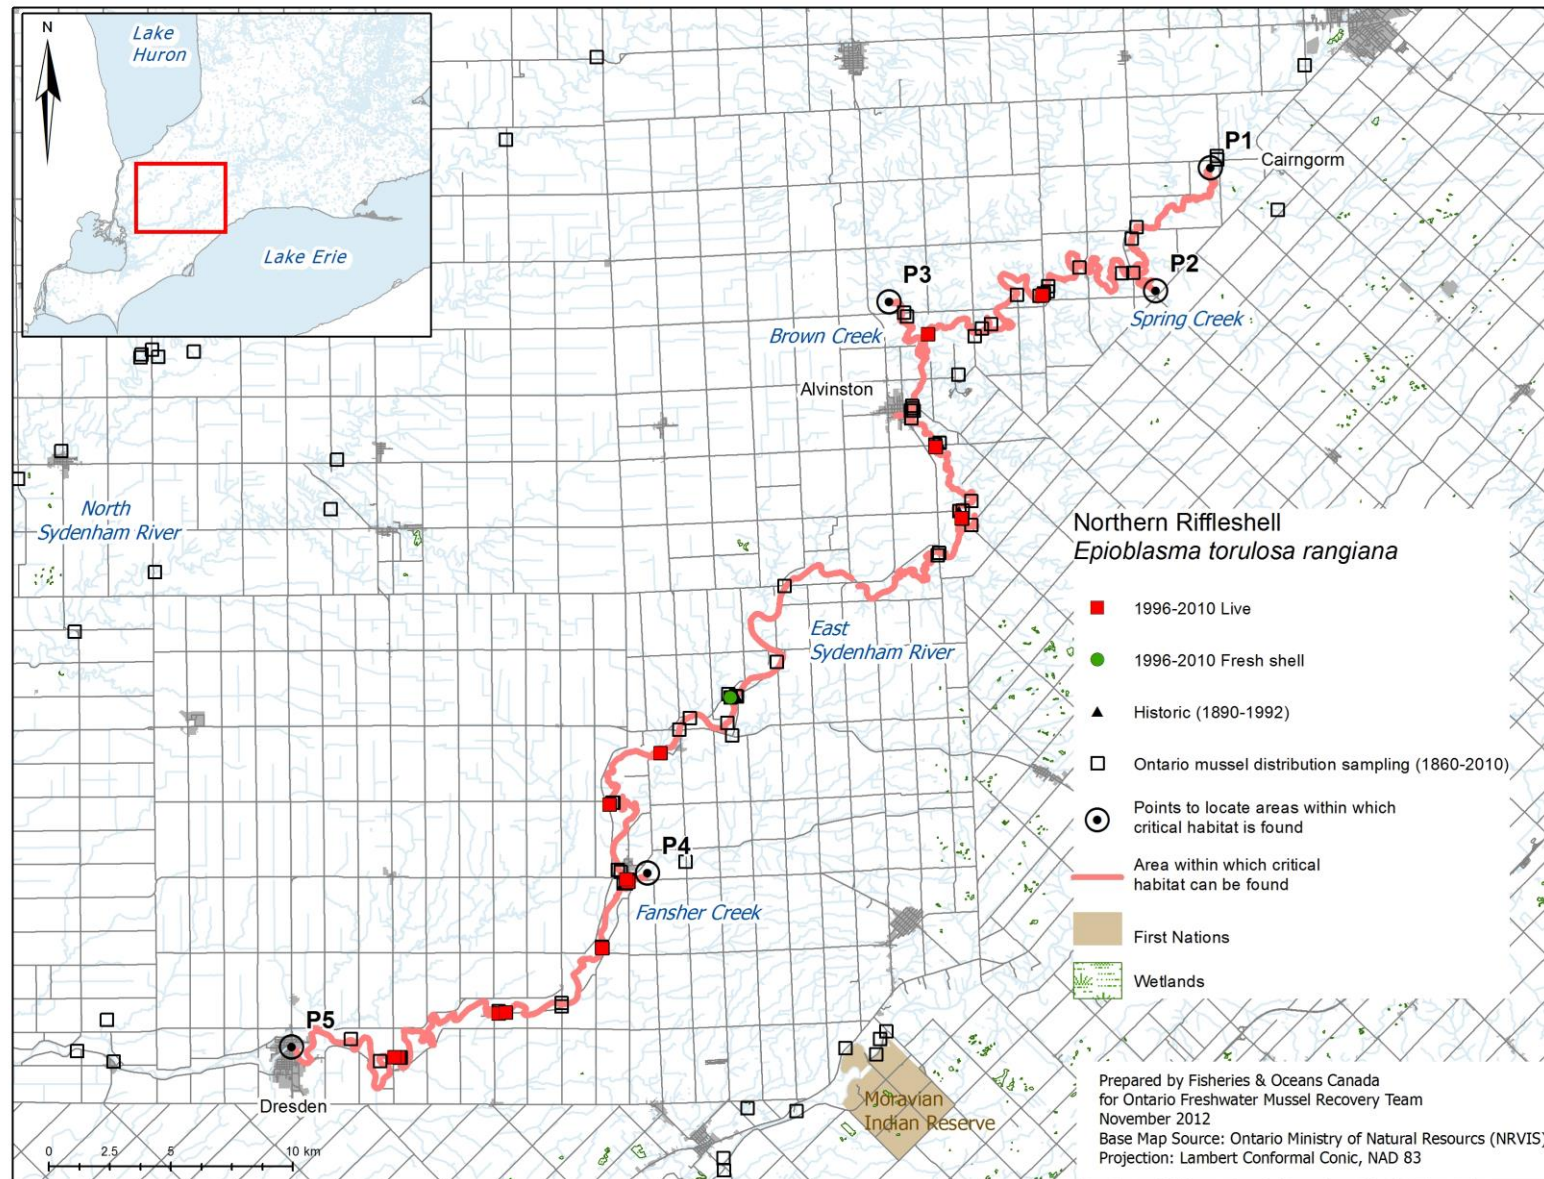 N
Lake
Huron
Lake Erie
P1
Cairngorm
P2
Spring Creek
P3
Brown Creek
Alvinston
North
Sydenham River
East
Sydenham River
P4
Fansher Creek
P5
Dresden
Moravian
Indian Reserve
0 2.5 5 10 km
Northern Riffleshell
Epioblasma torulosa rangiana
1996-2010 Live
1996-2010 Fresh shell
Historic (1890-1992)
Ontario mussel distribution sampling (1860-2010)
Points to locate areas within which
critical habitat is found
Area within which critical
habitat can be found
First Nations
Wetlands
Prepared by Fisheries & Oceans Canada
for Ontario Freshwater Mussel Recovery Team
November 2012
Base Map Source: Ontario Ministry of Natural Resourcs (NRVIS)
Projection: Lambert Conformal Conic, NAD 83